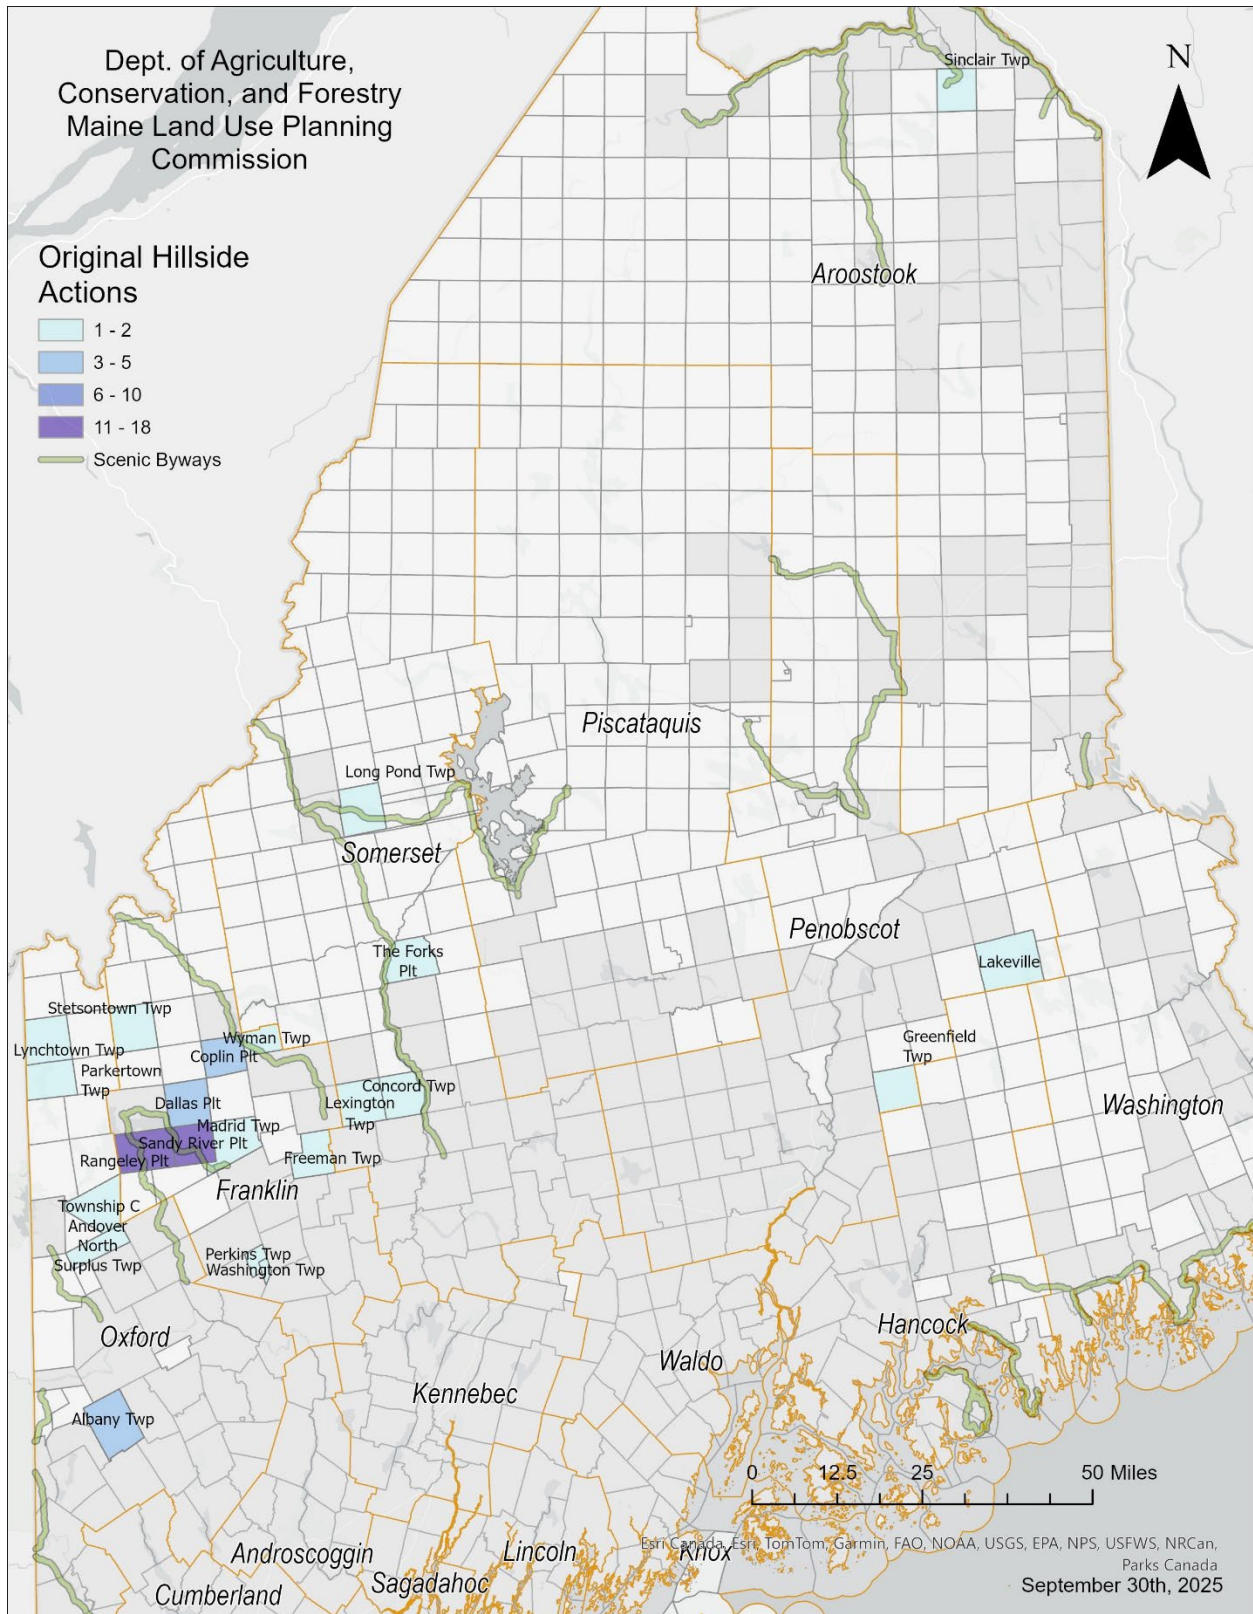 Dept. of Agriculture,
Conservation, and Forestry
Maine Land Use Planning
Commission
N
Sinclair Twp
Original Hillside
Actions
1 - 2
3 - 5
6 - 10
11 - 18
Scenic Byways
Aroostook
Piscataquis
Long Pond Twp
Somerset
Penobscot
The Forks
Plt
Lakeville
Stetsontown Twp
Wyman Twp
Greenfield
Twp
Lynchtown Twp
Coplin Plt
Parkertown
Twp
Concord Twp
Dallas Plt
Lexington
Twp
Washington
Madrid Twp
Sandy River Plt
Rangeley Plt
Freeman Twp
Franklin
Township C
Andover
North
Surplus Twp
Perkins Twp
Washington Twp
Oxford
Hancock
Waldo
Kennebec
Albany Twp
0 12.5 25 50 Miles
Androscoggin
Lincoln
Knox
Sagadahoc
Cumberland
Esri Canada, Esri, TomTom, Garmin, FAO, NOAA, USGS, EPA, NPS, USFWS, NRCan,
Parks Canada
September 30th, 2025